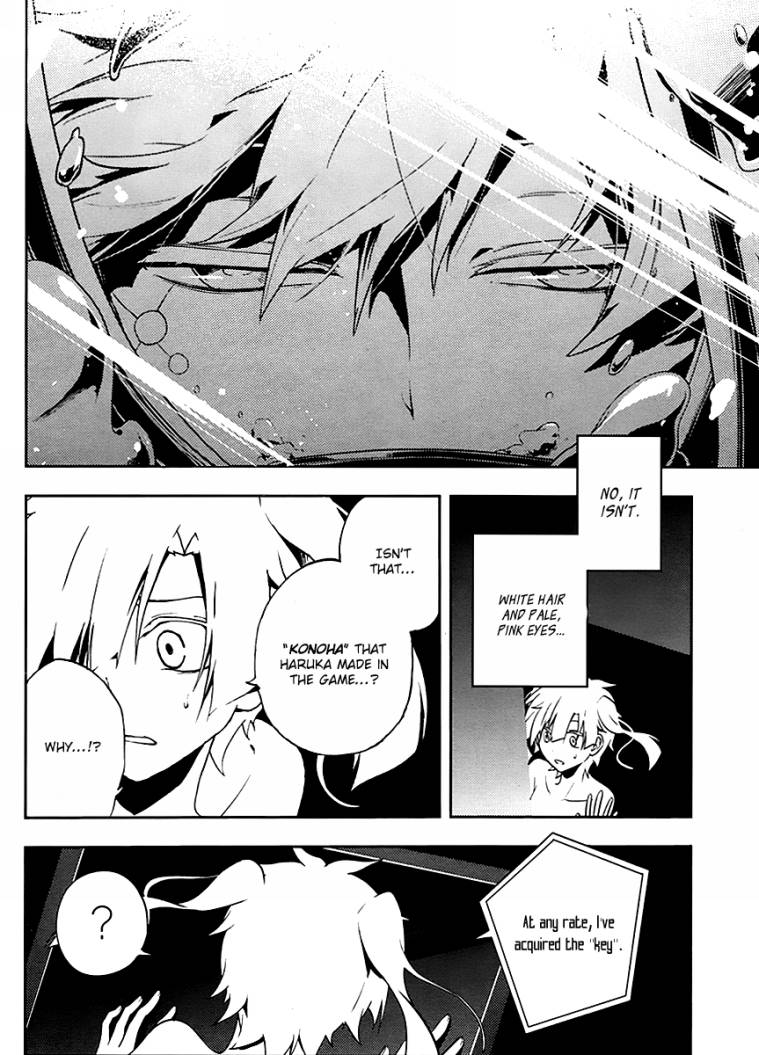 NO, IT
ISN'T.
WHITE HAIR
AND PALE,
PINK EYES...
ISN'T
THAT...
"KONOHA" THAT
HARUKA MADE IN
THE GAME...?
WHY...!?
At any rate, I've
acquired the "key".
?